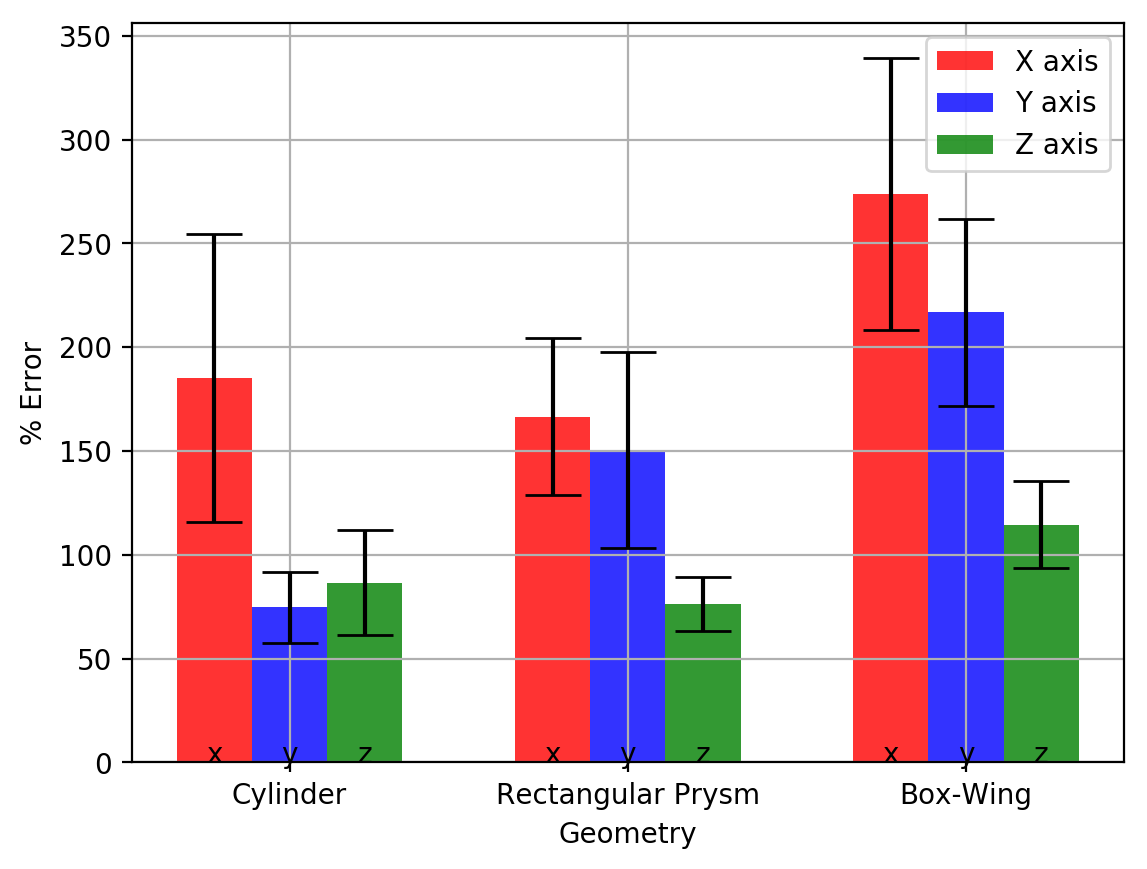 350
300
250
200
150
100
50
0
% Error
X axis
Y axis
Z axis
x y z x y z x y z
Cylinder Rectangular Prysm Box-Wing
Geometry